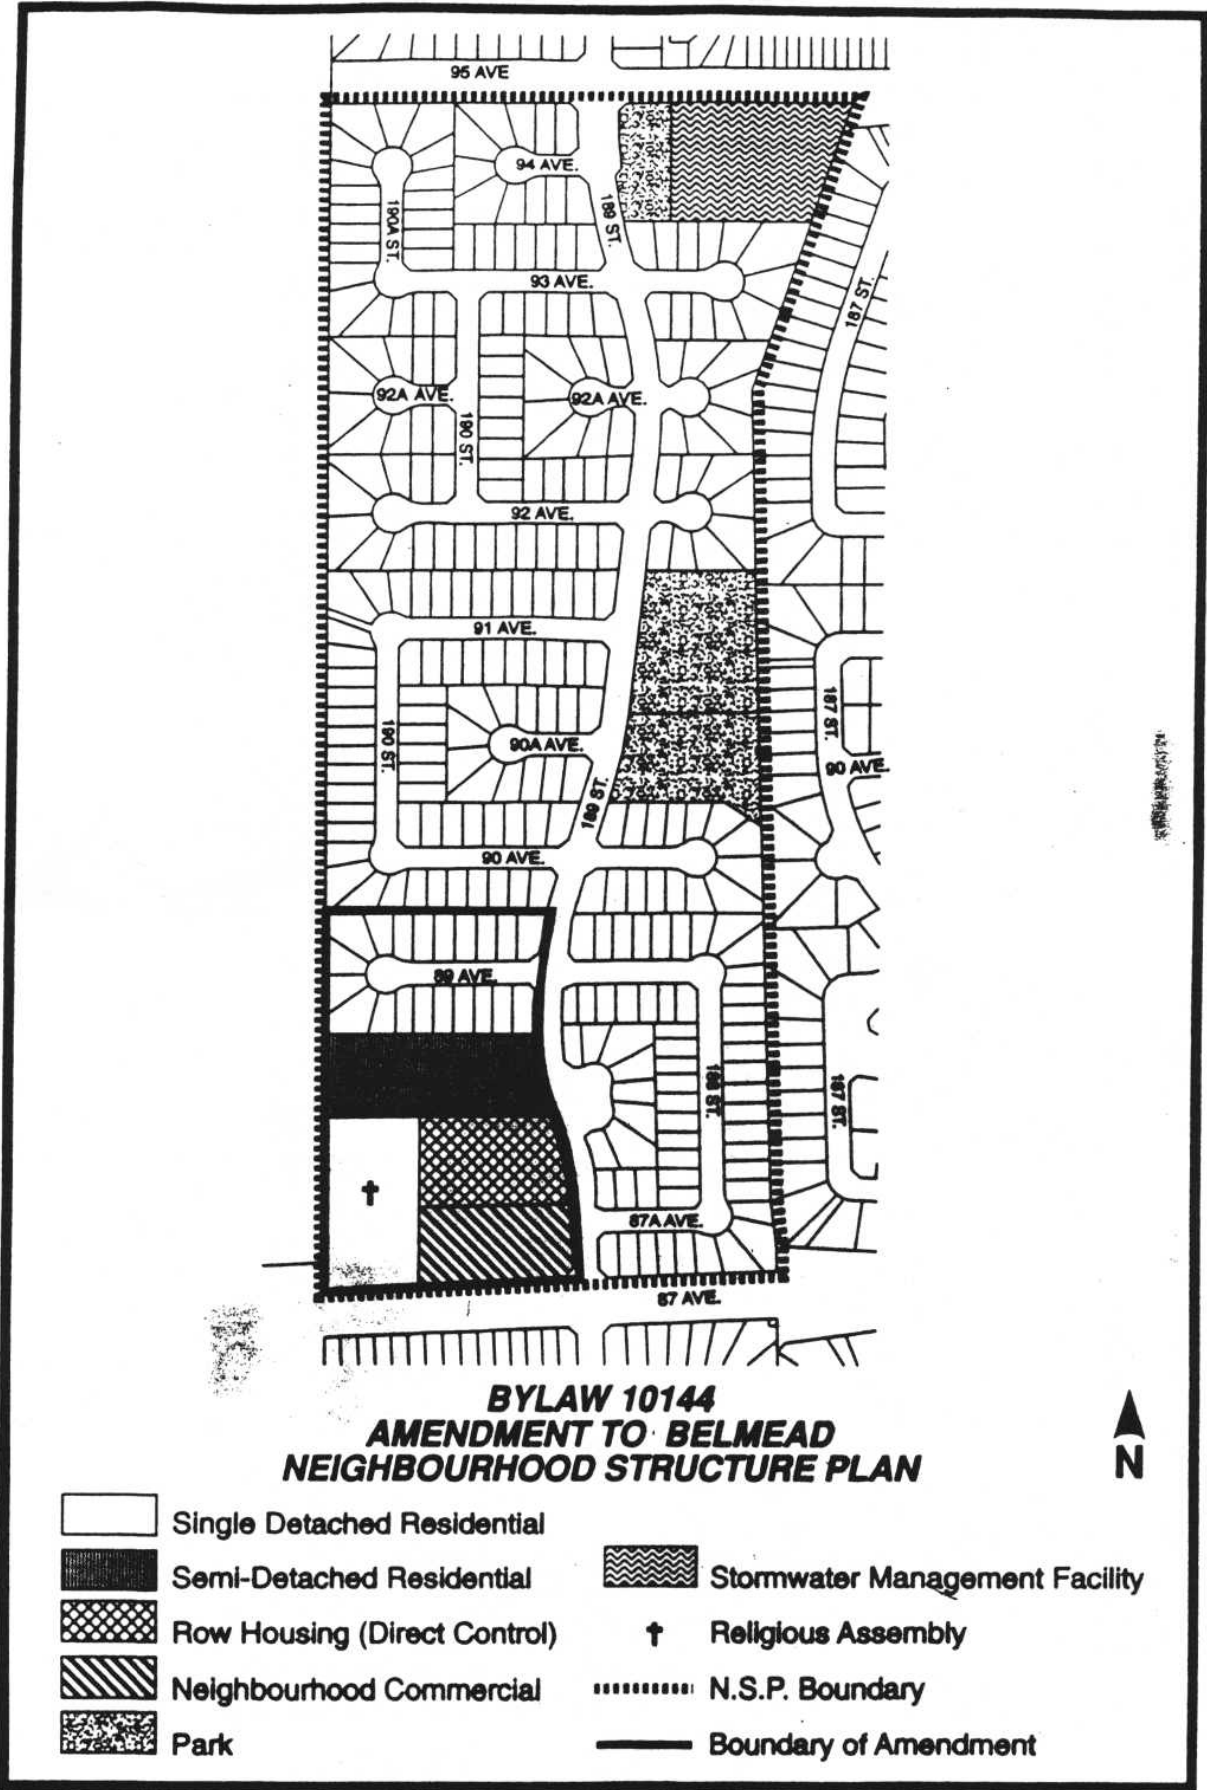 95 AVE
94 AVE.
190A ST.
189 ST.
93 AVE.
187 ST.
92A AVE.
92A AVE.
190 ST.
92 AVE.
91 AVE.
187 ST.
190 ST.
90A AVE.
90 AVE.
189 ST.
90 AVE.
89 AVE.
188 ST.
187 ST.
87A AVE.
87 AVE.
BYLAW 10144
AMENDMENT TO BELMEAD
NEIGHBOURHOOD STRUCTURE PLAN
N
Single Detached Residential
Semi-Detached Residential
Row Housing (Direct Control)
Neighbourhood Commercial
Park
Stormwater Management Facility
Religious Assembly
N.S.P. Boundary
Boundary of Amendment